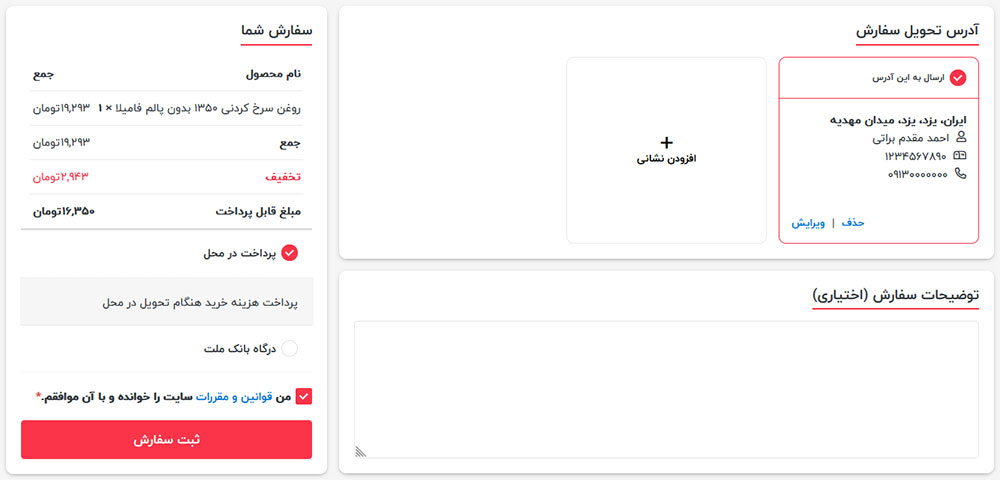 آدرس تحویل سفارش
ارسال به این آدرس
ایران، یزد، یزد، میدان مهدیه
احمد مقدم براتی
۱۲۳۴۵۶۷۸۹۰
۰۹۱۳۰۰۰۰۰۰۰
حذف | ویرایش
+
افزودن نشانی
توضیحات سفارش (اختیاری)
سفارش شما
نام محصول جمع
روغن سرخ کردنی ۱۳۵۰ بدون پالم فامیلا × ۱ ۱۹,۲۹۳تومان
جمع ۱۹,۲۹۳تومان
تخفیف ۲,۹۴۳تومان
مبلغ قابل پرداخت ۱۶,۳۵۰تومان
پرداخت در محل
پرداخت هزینه خرید هنگام تحویل در محل
درگاه بانک ملت
من قوانین و مقررات سایت را خوانده و با آن موافقم.*
ثبت سفارش